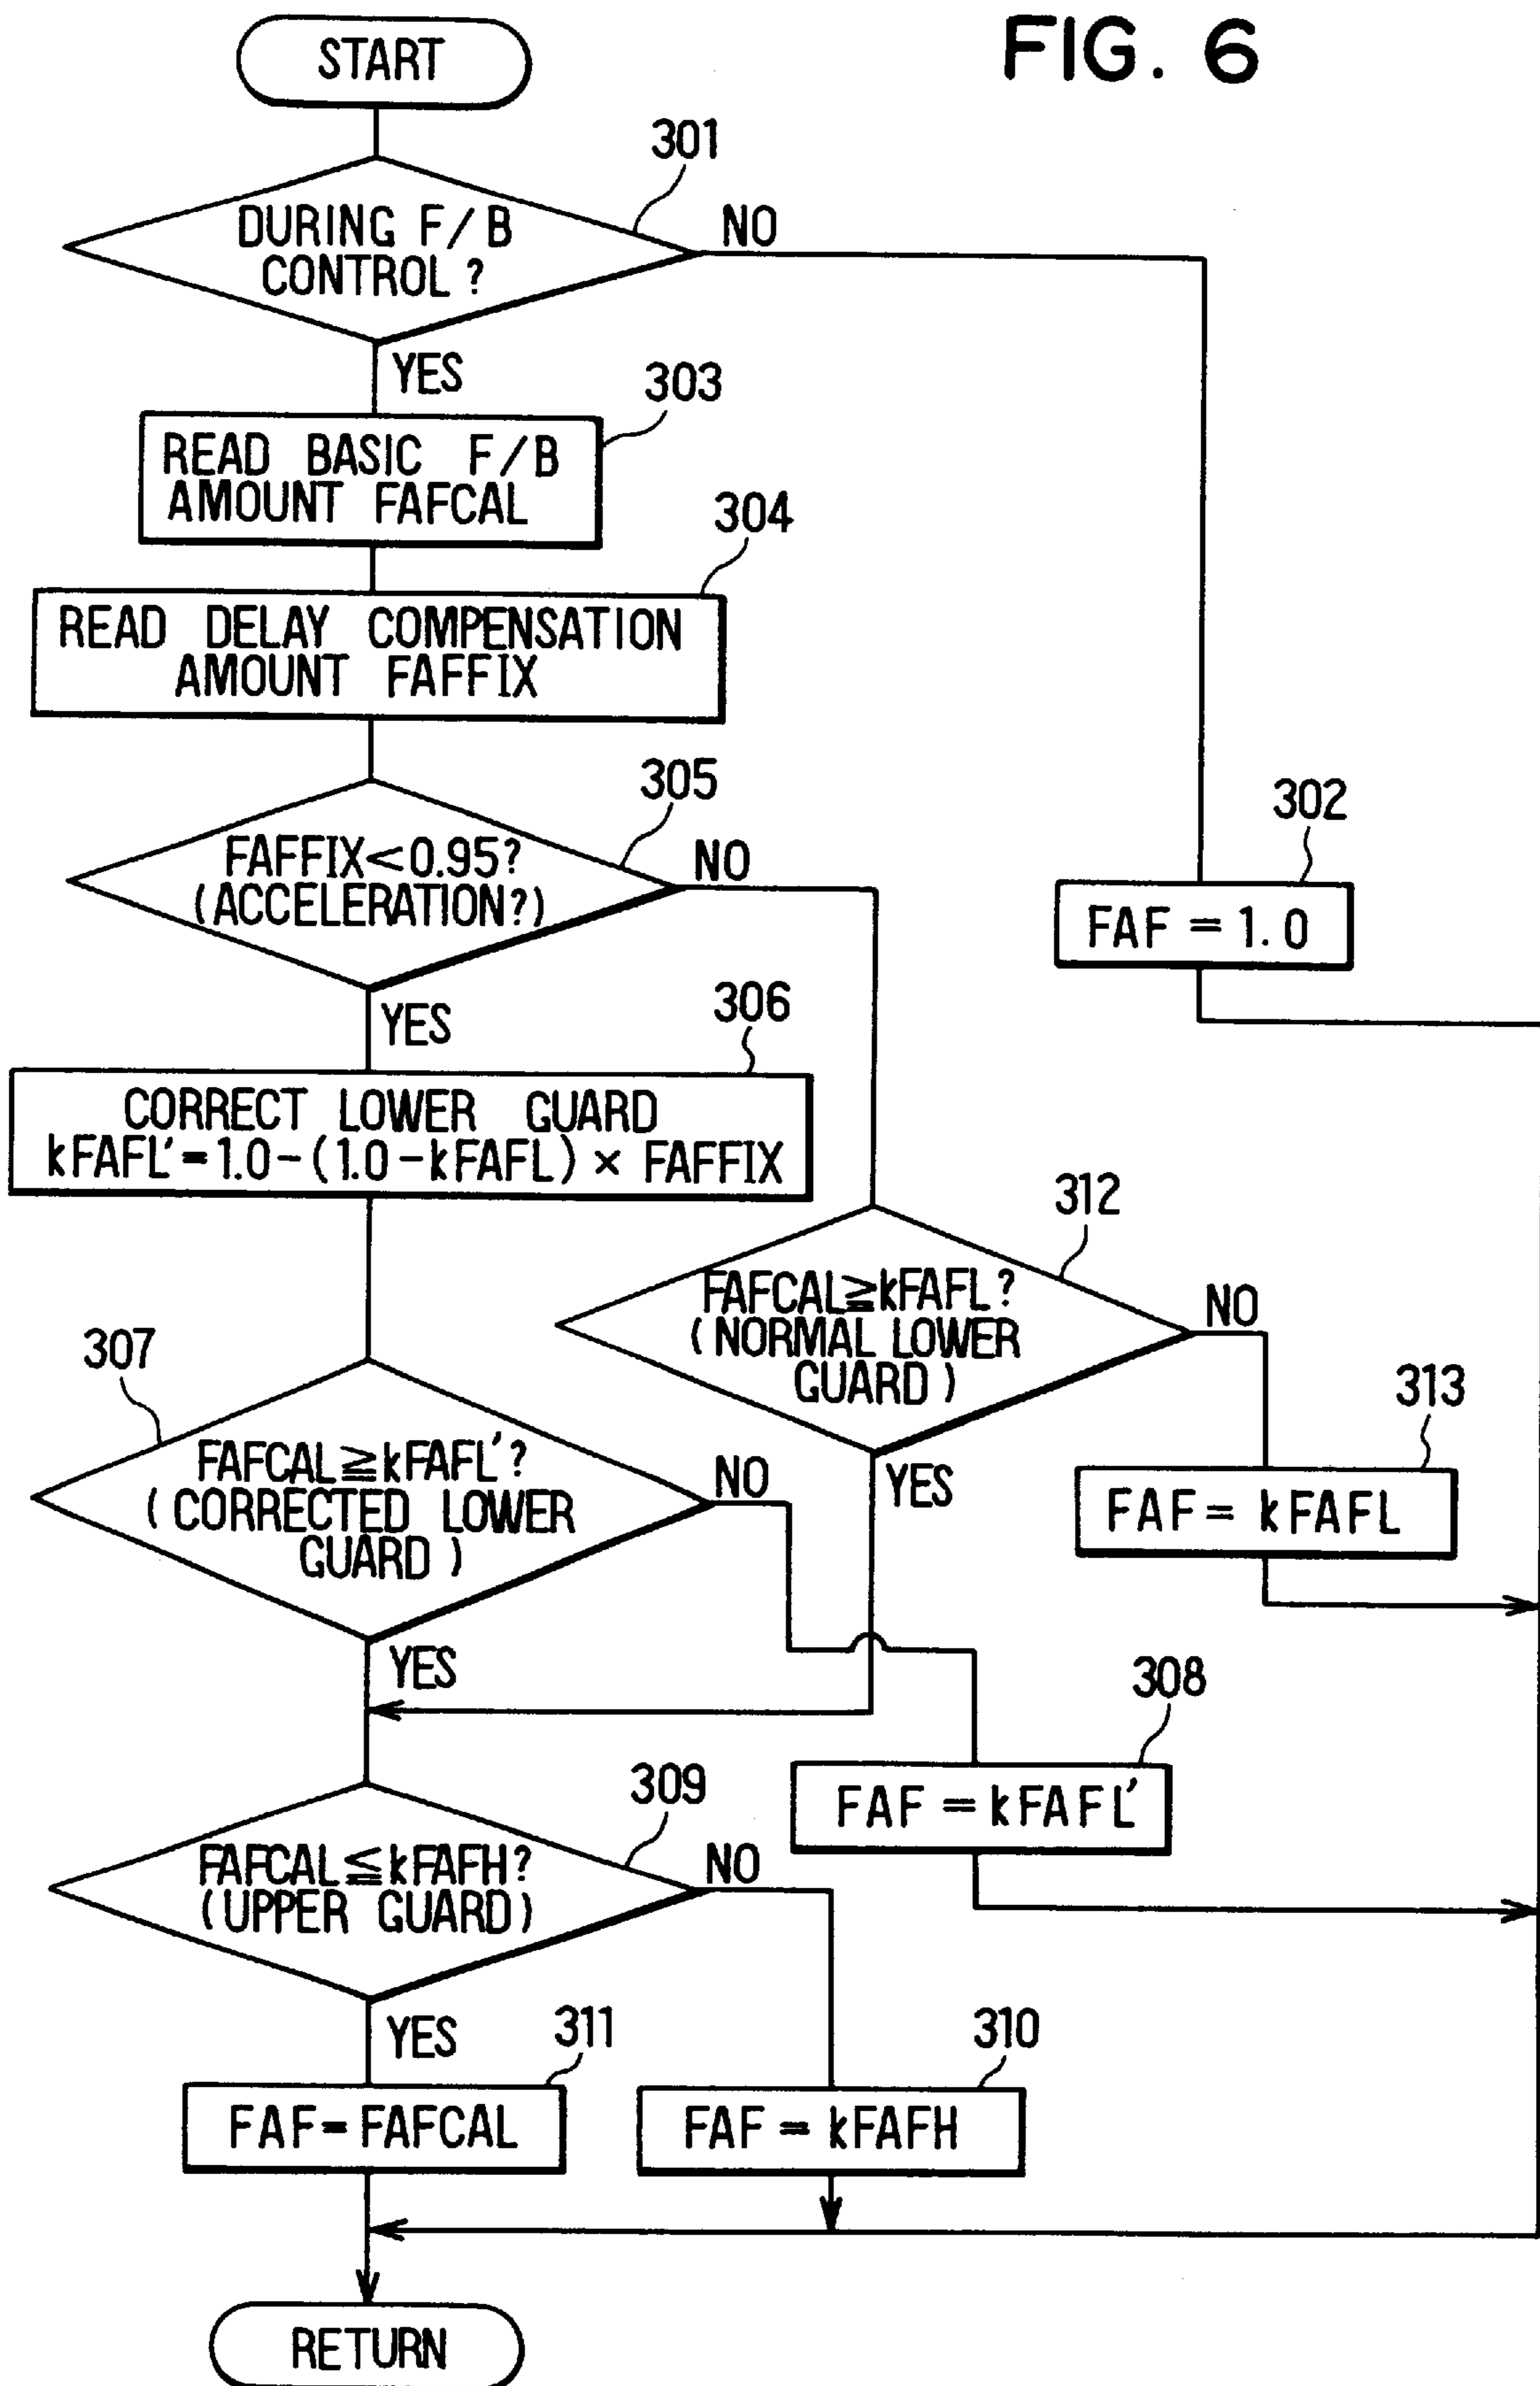 FIG. 6
START
301
DURING F/B
CONTROL?
NO
YES
303
READ BASIC F/B
AMOUNT FAFCAL
304
READ DELAY COMPENSATION
AMOUNT FAFFIX
305
FAFFIX<0.95?
(ACCELERATION?)
NO
YES
302
FAF = 1.0
306
CORRECT LOWER GUARD
kFAFL'=1.0-(1.0-kFAFL) × FAFFIX
312
FAFCAL≧kFAFL?
(NORMAL LOWER
GUARD)
NO
YES
313
FAF = kFAFL
307
FAFCAL≧kFAFL'?
(CORRECTED LOWER
GUARD)
NO
YES
308
FAF = kFAFL'
309
FAFCAL≦kFAFH?
(UPPER GUARD)
NO
YES
311
FAF=FAFCAL
310
FAF = kFAFH
RETURN